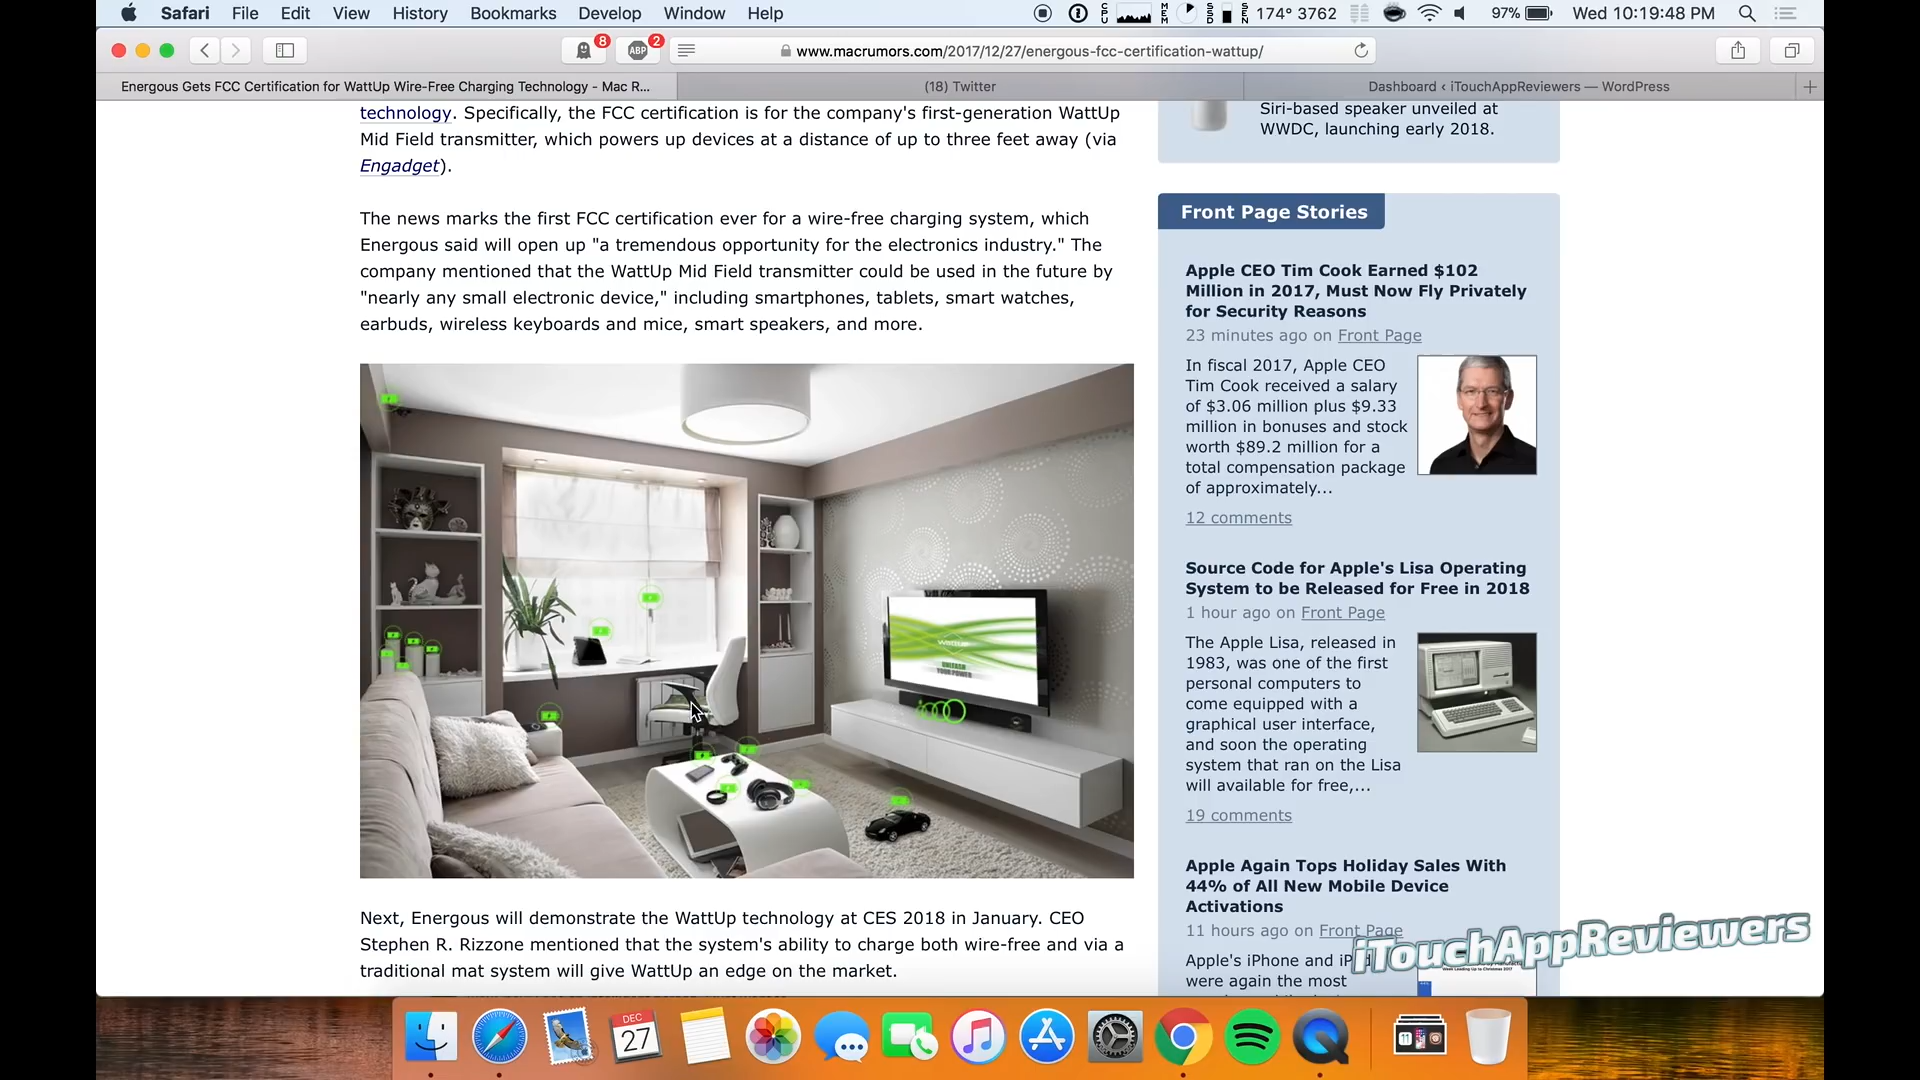 Safari File Edit View History Bookmarks Develop Window Help
CPU MEM SSD SEN 174° 3762 97% Wed 10:19:48 PM
8 ABP 2 www.macrumors.com/2017/12/27/energous-fcc-certification-wattup/
Energous Gets FCC Certification for WattUp Wire-Free Charging Technology - Mac R... (18) Twitter Dashboard ‹ iTouchAppReviewers — WordPress
technology. Specifically, the FCC certification is for the company's first-generation WattUp
Mid Field transmitter, which powers up devices at a distance of up to three feet away (via
Engadget).
The news marks the first FCC certification ever for a wire-free charging system, which
Energous said will open up "a tremendous opportunity for the electronics industry." The
company mentioned that the WattUp Mid Field transmitter could be used in the future by
"nearly any small electronic device," including smartphones, tablets, smart watches,
earbuds, wireless keyboards and mice, smart speakers, and more.
UNLEASH
YOUR POWER
Next, Energous will demonstrate the WattUp technology at CES 2018 in January. CEO
Stephen R. Rizzone mentioned that the system's ability to charge both wire-free and via a
traditional mat system will give WattUp an edge on the market.
Siri-based speaker unveiled at
WWDC, launching early 2018.
Front Page Stories
Apple CEO Tim Cook Earned $102
Million in 2017, Must Now Fly Privately
for Security Reasons
23 minutes ago on Front Page
In fiscal 2017, Apple CEO
Tim Cook received a salary
of $3.06 million plus $9.33
million in bonuses and stock
worth $89.2 million for a
total compensation package
of approximately...
12 comments
Source Code for Apple's Lisa Operating
System to be Released for Free in 2018
1 hour ago on Front Page
The Apple Lisa, released in
1983, was one of the first
personal computers to
come equipped with a
graphical user interface,
and soon the operating
system that ran on the Lisa
will available for free,...
19 comments
Apple Again Tops Holiday Sales With
44% of All New Mobile Device
Activations
11 hours ago on Front Page
Apple's iPhone and
were again the most
iTouchAppReviewers
DEC
27